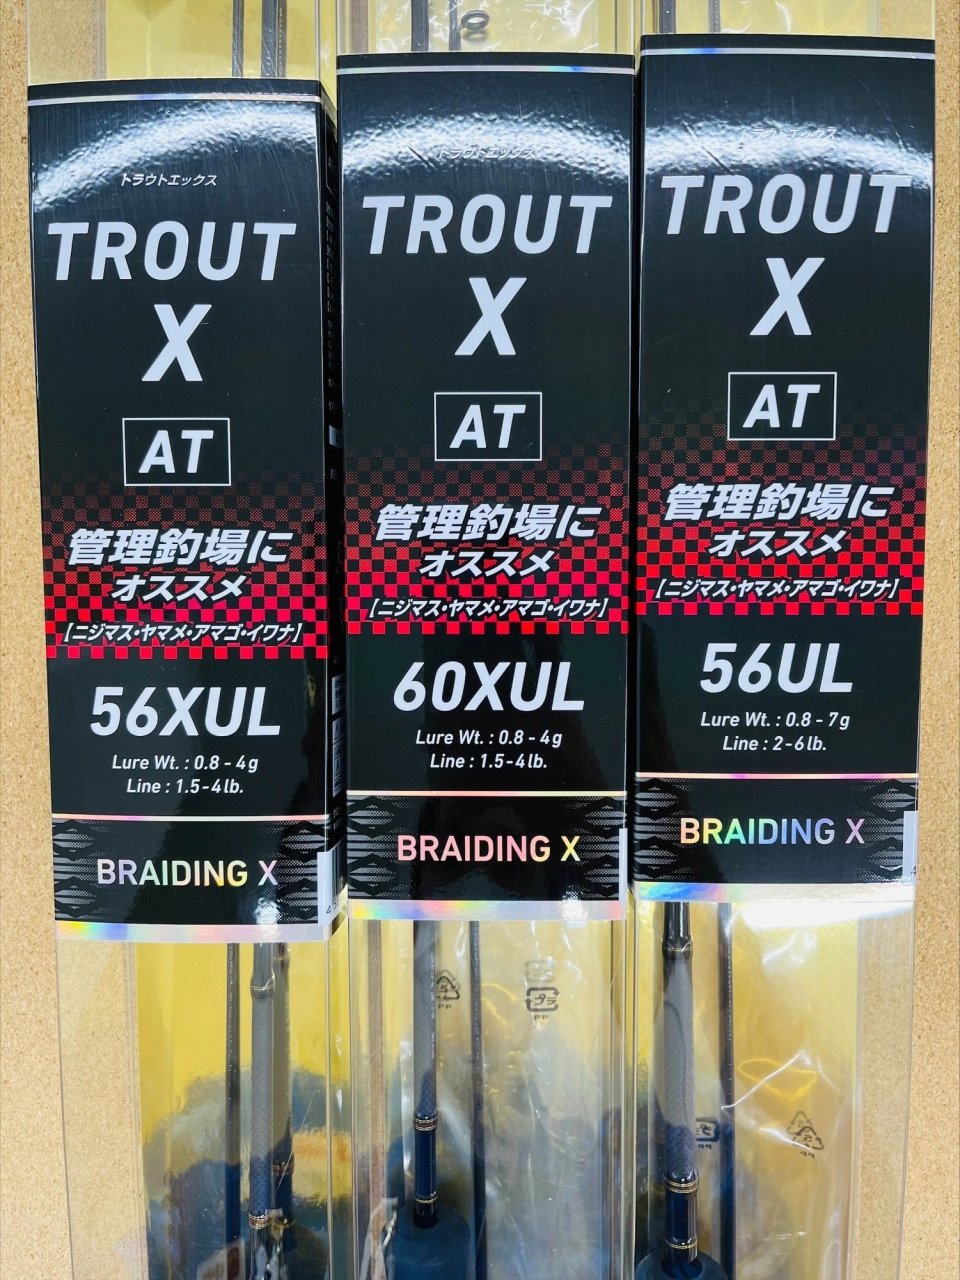 トラウトエックス
TROUT
X
AT
管理釣場に
オススメ
【ニジマス・ヤマメ・アマゴ・イワナ】
56XUL
Lure Wt. : 0.8 - 4g
Line : 1.5-4lb.
BRAIDING X
トラウトエックス
TROUT
X
AT
管理釣場に
オススメ
【ニジマス・ヤマメ・アマゴ・イワナ】
60XUL
Lure Wt. : 0.8 - 4g
Line : 1.5-4lb.
BRAIDING X
プラ
PP
PP
トラウトエックス
TROUT
X
AT
管理釣場に
オススメ
【ニジマス・ヤマメ・アマゴ・イワナ】
56UL
Lure Wt. : 0.8 - 7g
Line : 2-6lb.
BRAIDING X